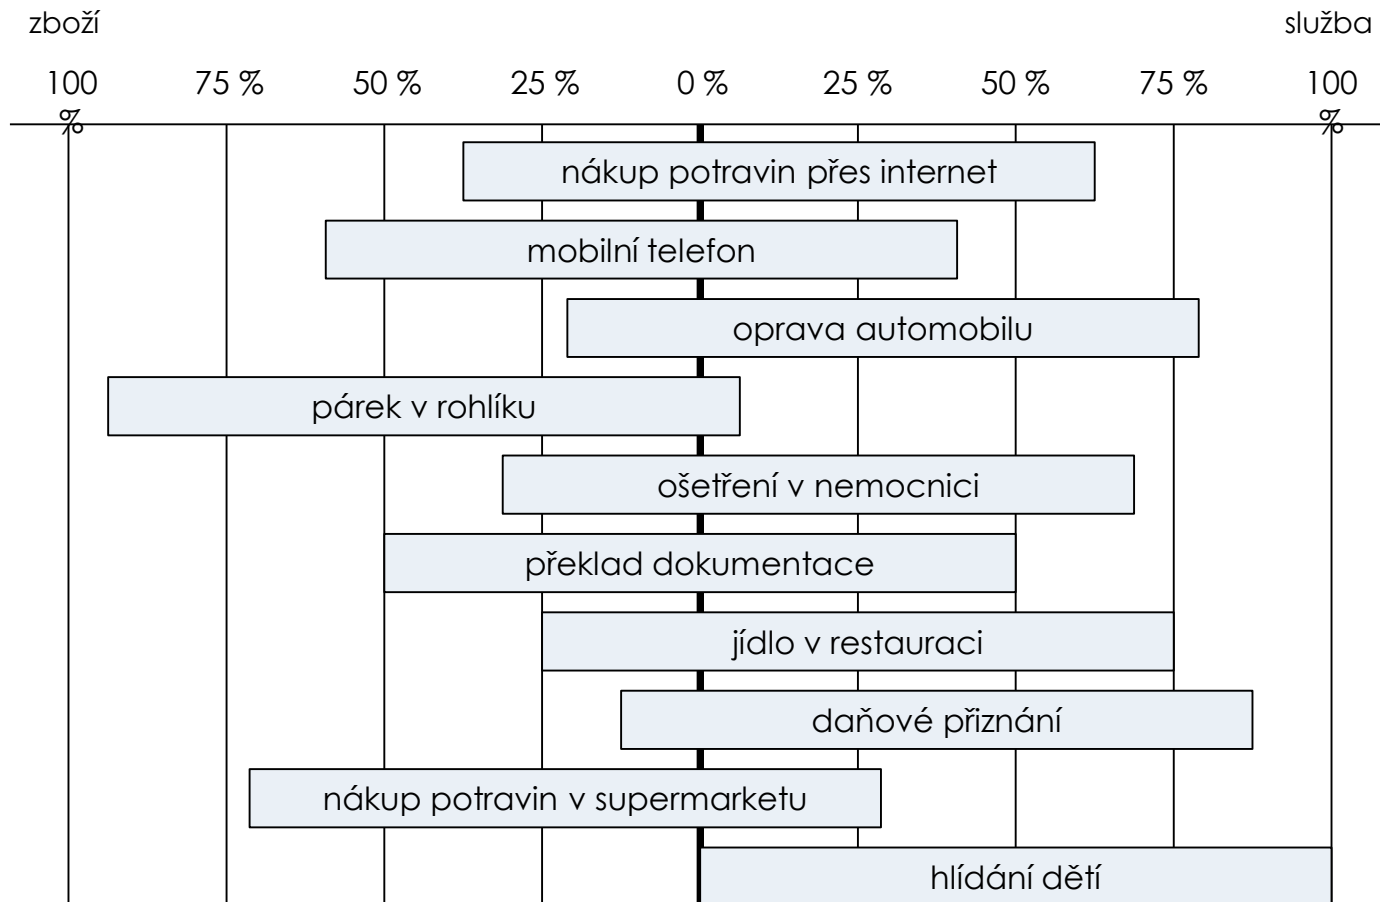 zboží služba
100 % 75 % 50 % 25 % 0 % 25 % 50 % 75 % 100 %
nákup potravin přes internet
mobilní telefon
oprava automobilu
párek v rohlíku
ošetření v nemocnici
překlad dokumentace
jídlo v restauraci
daňové přiznání
nákup potravin v supermarketu
hlídání dětí